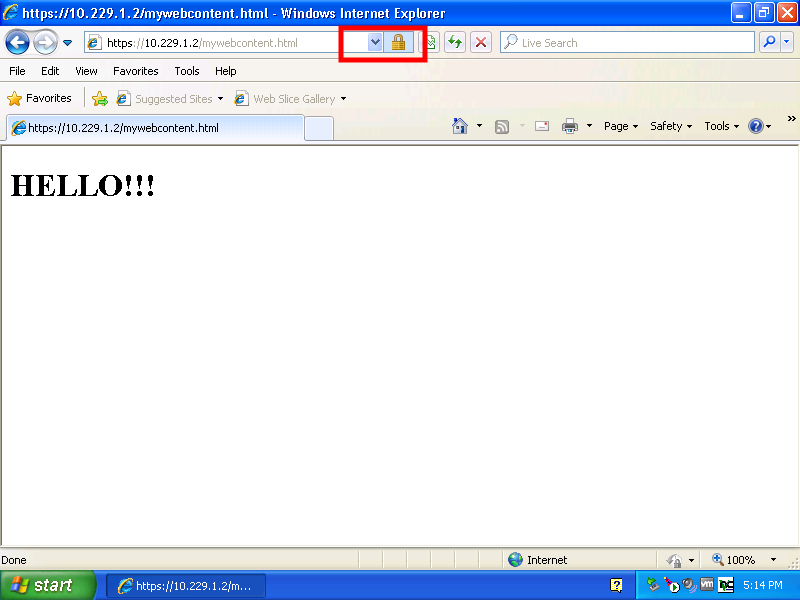 https://10.229.1.2/mywebcontent.html - Windows Internet Explorer
https://10.229.1.2/mywebcontent.html
Live Search
File Edit View Favorites Tools Help
Favorites Suggested Sites Web Slice Gallery
https://10.229.1.2/mywebcontent.html Page Safety Tools »
HELLO!!!
Done Internet 100%
start https://10.229.1.2/m... 5:14 PM